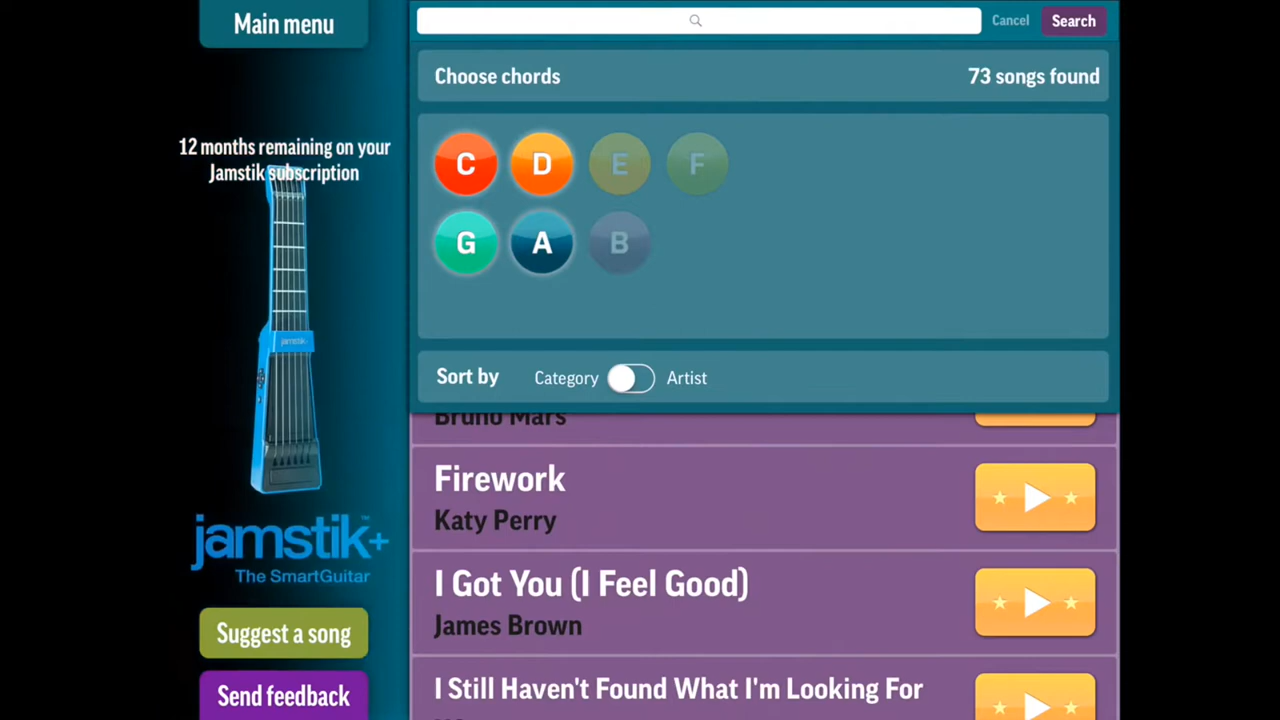 Main menu
Cancel
Search
Choose chords
73 songs found
12 months remaining on your
Jamstik subscription
C
D
E
F
G
A
B
Sort by
Category
Artist
jamstik+
jamstik™+
The SmartGuitar
Suggest a song
Send feedback
Bruno Mars
Firework
Katy Perry
I Got You (I Feel Good)
James Brown
I Still Haven't Found What I'm Looking For